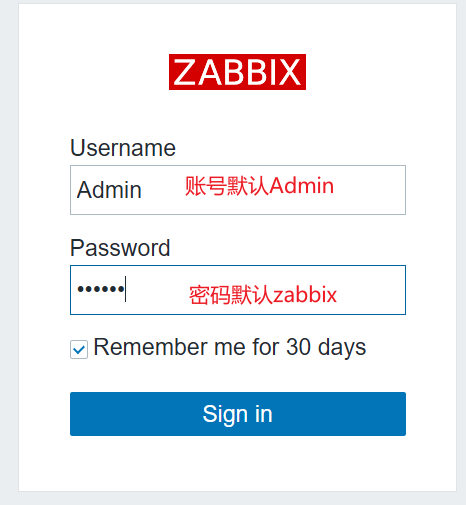 ZABBIX
Username
Admin 账号默认Admin
Password
•••••• 密码默认zabbix
Remember me for 30 days
Sign in